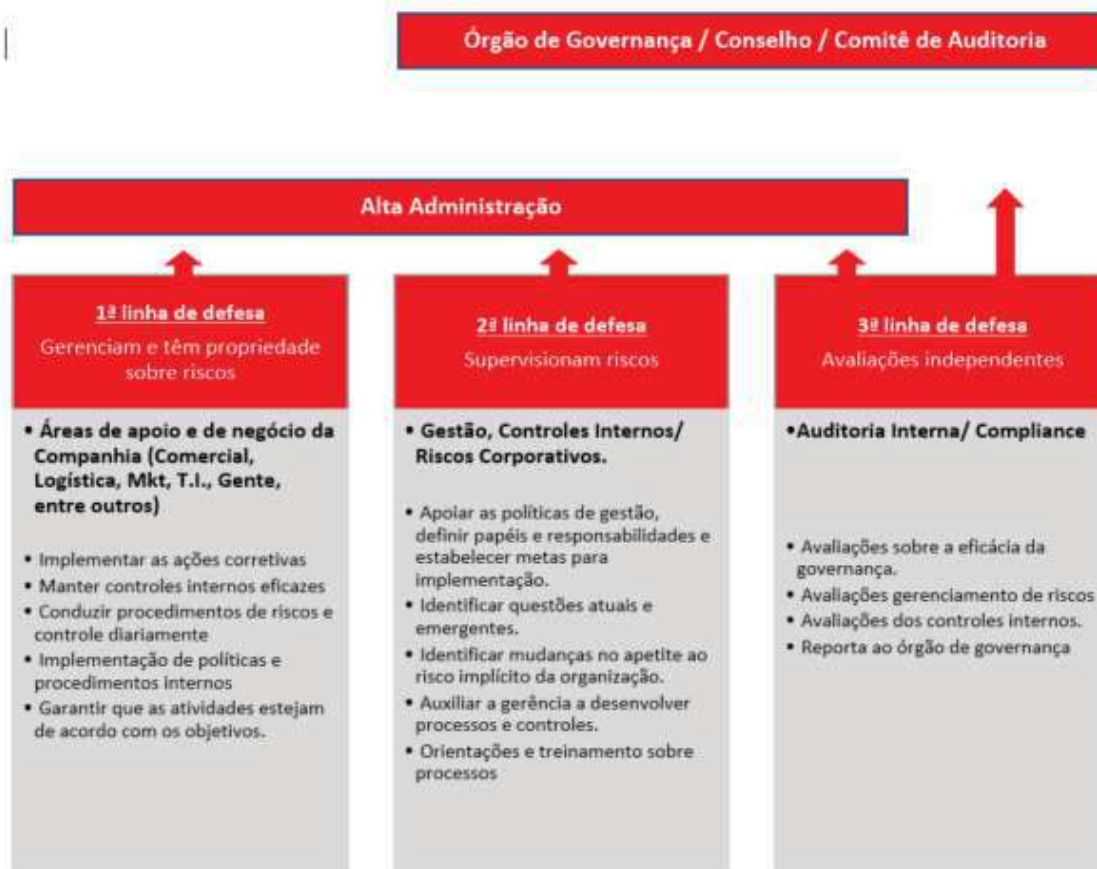 Órgão de Governança / Conselho / Comitê de Auditoria
Alta Administração
1ª linha de defesa
Gerenciam e têm propriedade
sobre riscos
• Áreas de apoio e de negócio da
Companhia (Comercial,
Logística, Mkt, T.I., Gente,
entre outros)
• Implementar as ações corretivas
• Manter controles internos eficazes
• Conduzir procedimentos de riscos e
controle diariamente
• Implementação de políticas e
procedimentos internos
• Garantir que as atividades estejam
de acordo com os objetivos.
2ª linha de defesa
Supervisionam riscos
• Gestão, Controles Internos/
Riscos Corporativos.
• Apoiar as políticas de gestão,
definir papéis e responsabilidades e
estabelecer metas para
implementação.
• Identificar questões atuais e
emergentes.
• Identificar mudanças no apetite ao
risco implícito da organização.
• Auxiliar a gerência a desenvolver
processos e controles.
• Orientações e treinamento sobre
processos
3ª linha de defesa
Avaliações independentes
•Auditoria Interna/ Compliance
• Avaliações sobre a eficácia da
governança.
• Avaliações gerenciamento de riscos
• Avaliações dos controles internos.
• Reporta ao órgão de governança